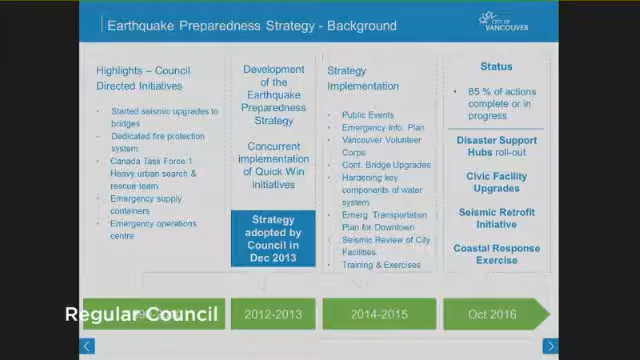 Earthquake Preparedness Strategy - Background
CITY OF
VANCOUVER
Highlights – Council
Directed Initiatives
- Started seismic upgrades to
bridges
- Dedicated fire protection
system
- Canada Task Force 1
Heavy urban search &
rescue team
- Emergency supply
containers
- Emergency operations
centre
Development
of the
Earthquake
Preparedness
Strategy
Concurrent
implementation
of Quick Win
Initiatives
Strategy
adopted by
Council in
Dec 2013
Strategy
Implementation
- Public Events
- Emergency Info. Plan
- Vancouver Volunteer
Corps
- Cont. Bridge Upgrades
- Hardening key
components of water
system
- Emerg Transportation
Plan for Downtown
- Seismic Review of City
Facilities
- Training & Exercises
Status
• 85 % of actions
complete or in
progress
Disaster Support
Hubs roll-out
Civic Facility
Upgrades
Seismic Retrofit
Initiative
Coastal Response
Exercise
Regular Council
2012-2013
2014-2015
Oct 2016